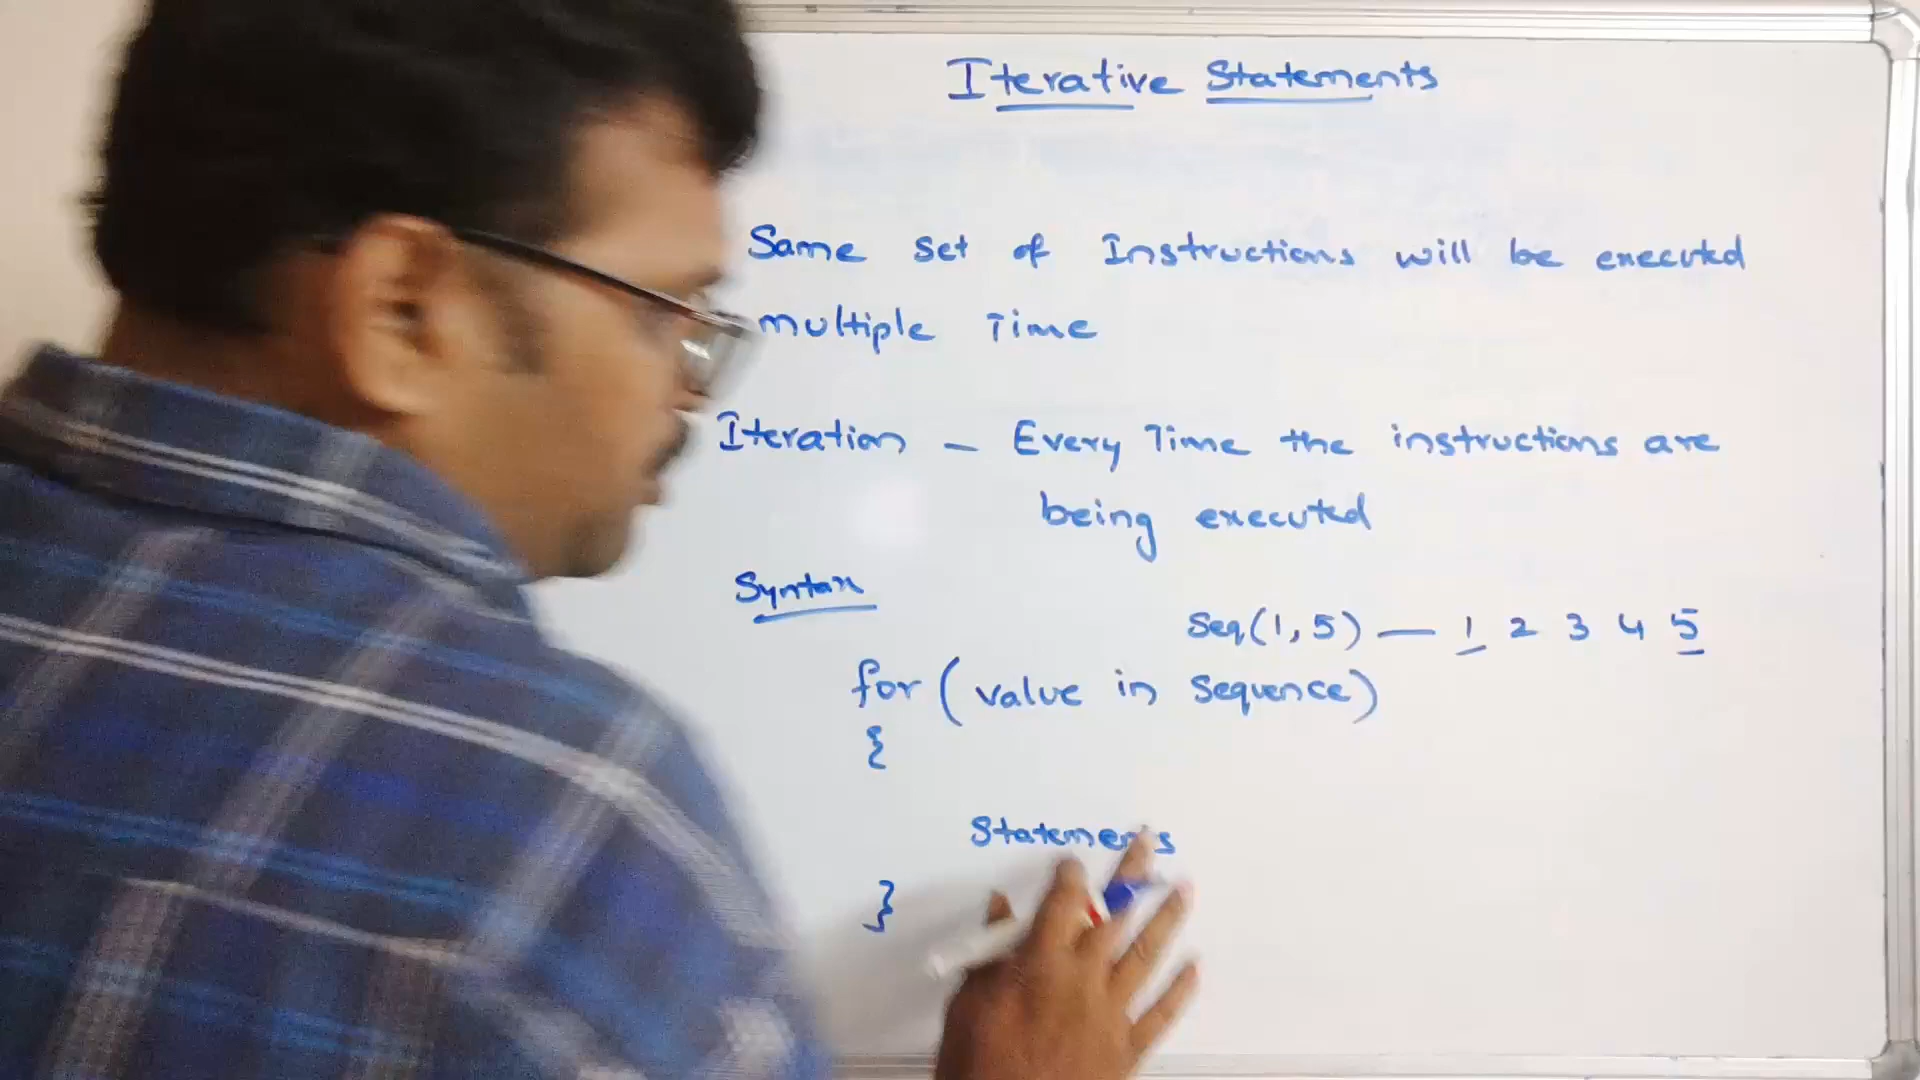 Iterative Statements
Same set of Instructions will be executed
multiple Time
Iteration – Every Time the instructions are
being executed
Syntax
Seq(1,5) — 1 2 3 4 5
for (value in sequence)
{
Statements
}